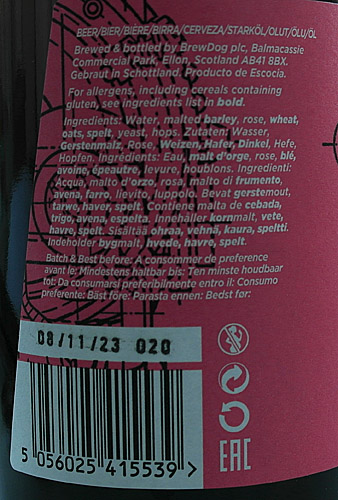 BEER/BIER/BIÈRE/BIRRA/CERVEZA/STARKÖL/OLUT/ÖLU/ÖL
Brewed & bottled by BrewDog plc, Balmacassie
Commercial Park, Ellon, Scotland AB41 8BX.
Gebraut in Schottland. Producto de Escocia.
For allergens, including cereals containing
gluten, see ingredients list in bold.
Ingredients: Water, malted barley, rose, wheat,
oats, spelt, yeast, hops. Zutaten: Wasser,
Gerstenmalz, Rose, Weizen, Hafer, Dinkel, Hefe,
Hopfen. Ingrédients: Eau, malt d'orge, rose, blé,
avoine, épeautre, levure, houblons. Ingredienti:
Acqua, malto d'orzo, rosa, malto di frumento,
avena, farro, lievito, luppolo. Bevat gerstemout,
tarwe, haver, spelt. Contiene malta de cebada,
trigo, avena, espelta. Innehåller kornmalt, vete,
havre, spelt. Sisältää ohraa, vehnä, kaura, speltti.
Indeholder bygmalt, hvede, havre, spelt.
Batch & Best before: A consommer de preference
avant le: Mindestens haltbar bis: Ten minste houdbaar
tot: Da consumarsi preferibilmente entro il: Consumo
preferente: Bäst före: Parasta ennen: Bedst før:
08/11/23 020
5 056025 415539 >
EAC